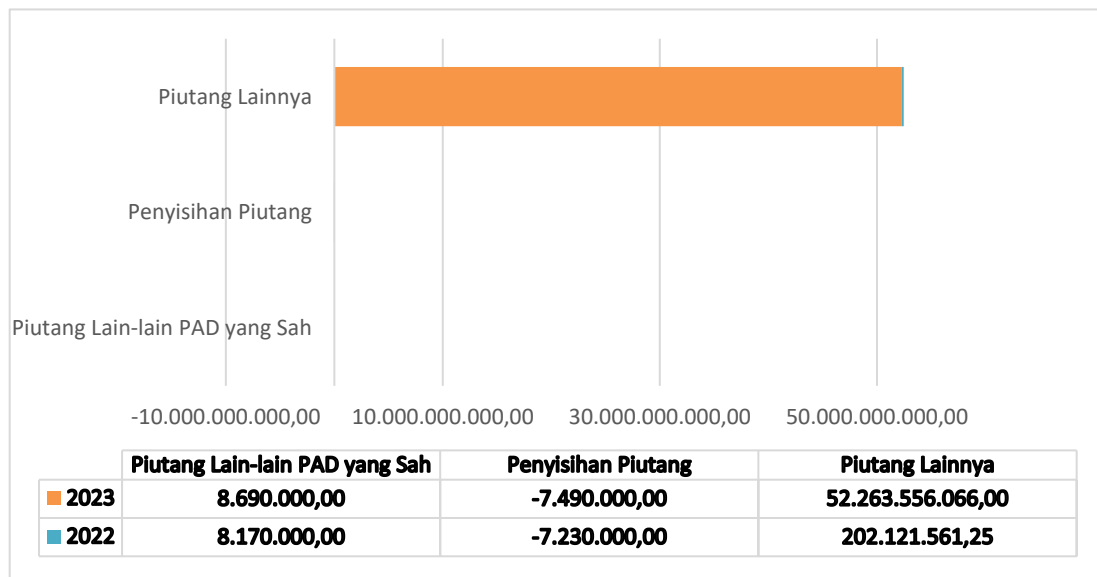 Piutang Lainnya
Penyisihan Piutang
Piutang Lain-lain PAD yang Sah
-10.000.000.000,00 10.000.000.000,00 30.000.000.000,00 50.000.000.000,00
Piutang Lain-lain PAD yang Sah Penyisihan Piutang Piutang Lainnya
2023 8.690.000,00 -7.490.000,00 52.263.556.066,00
2022 8.170.000,00 -7.230.000,00 202.121.561,25